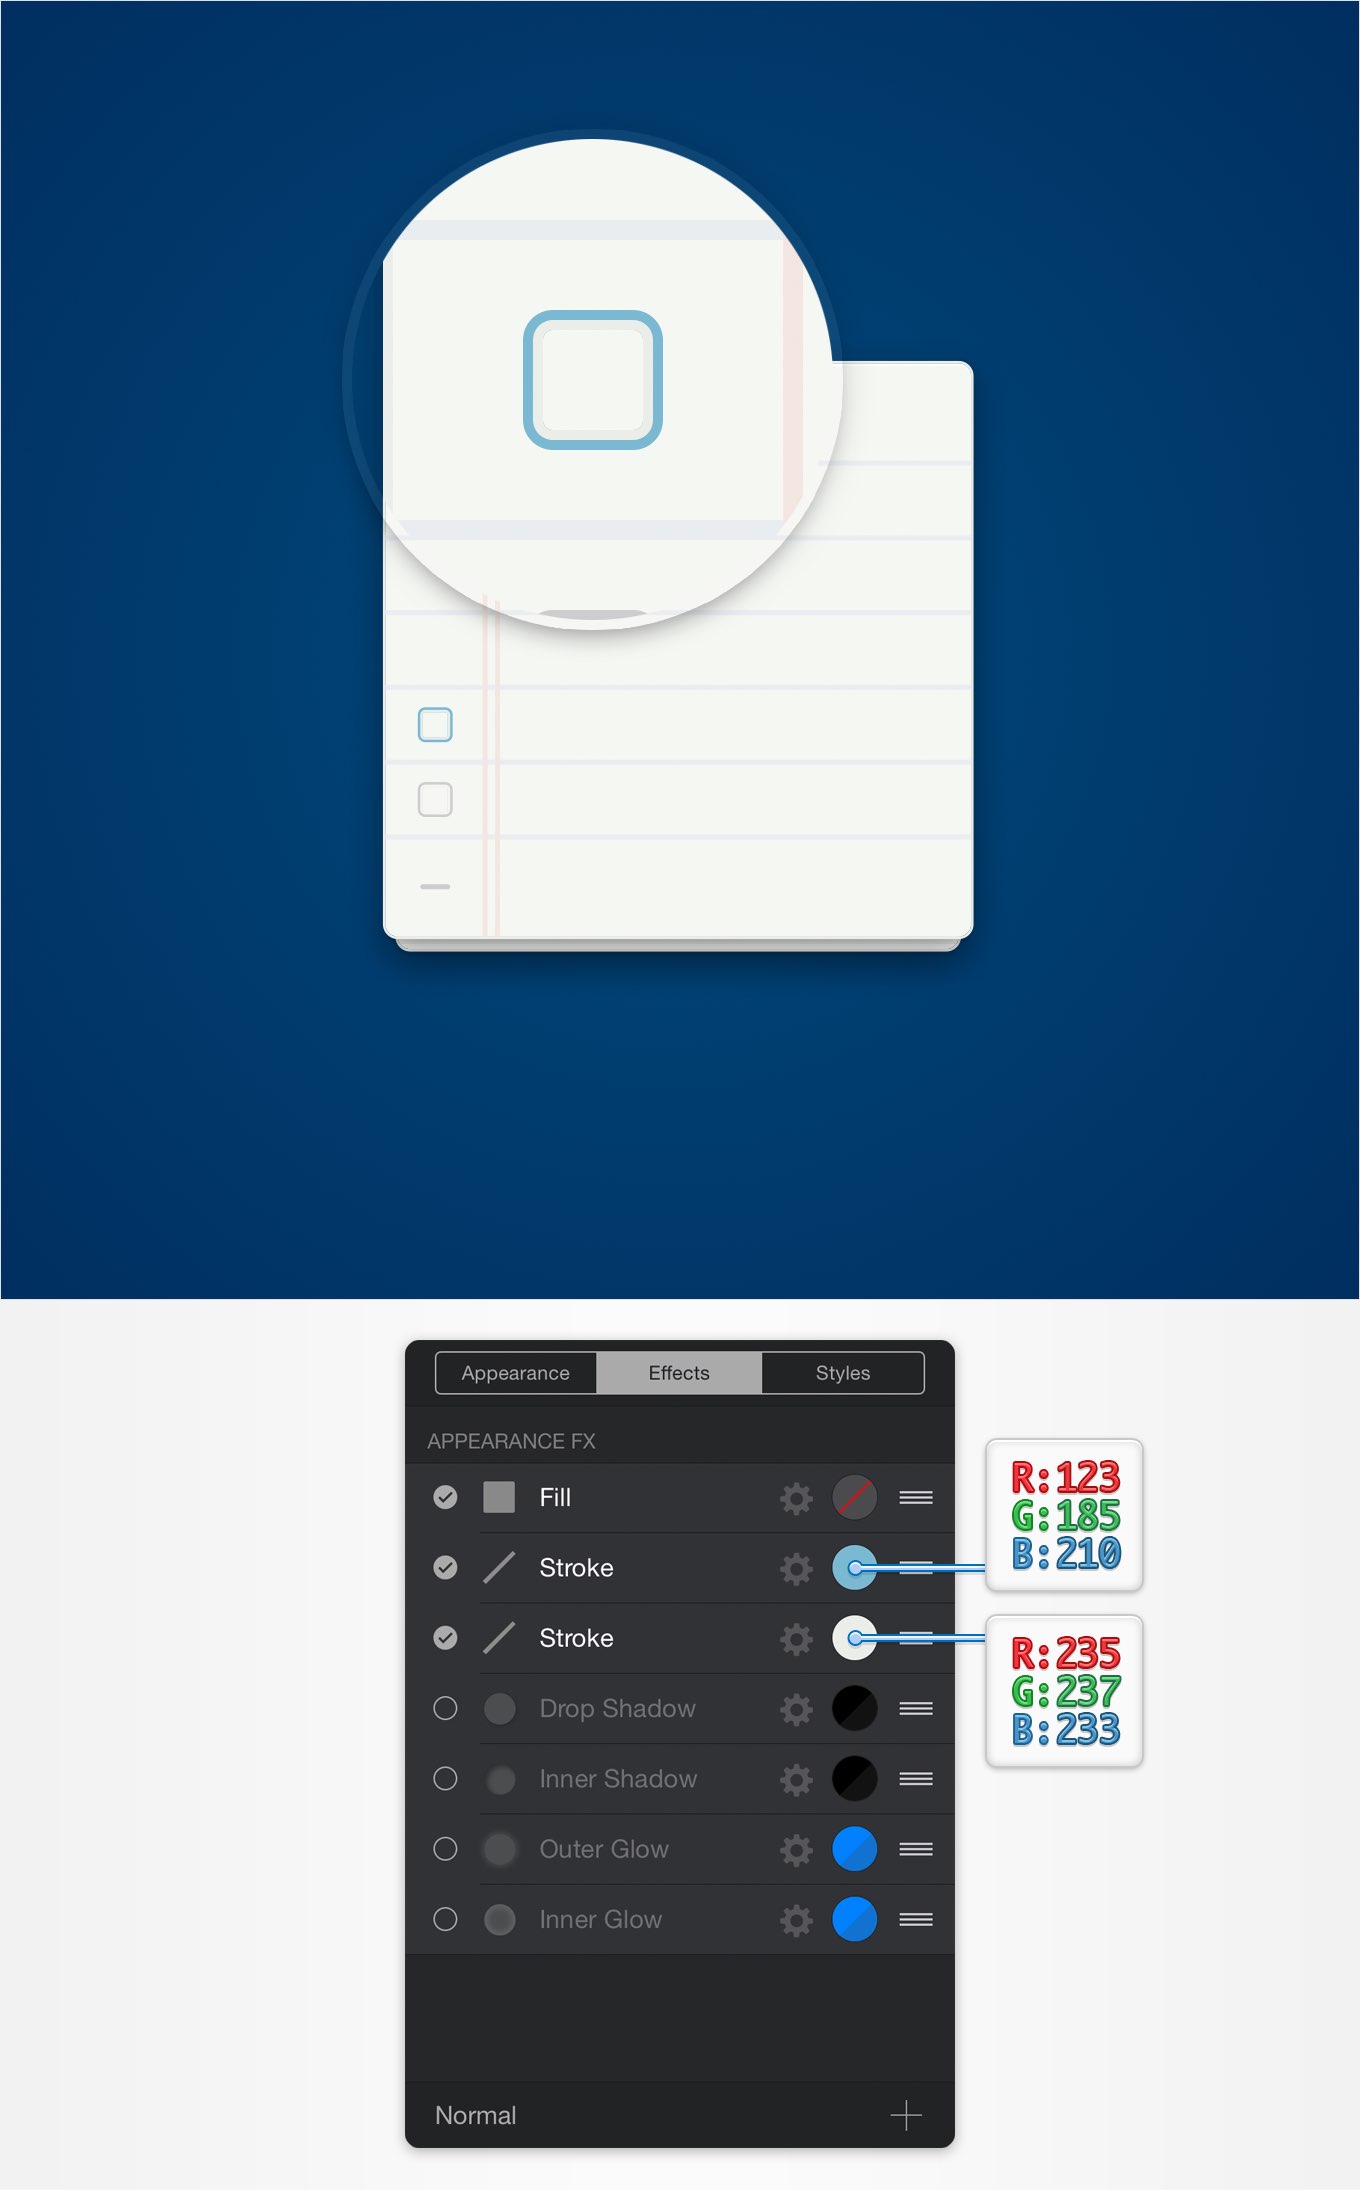 Appearance Effects Styles
APPEARANCE FX
Fill
Stroke
Stroke
Drop Shadow
Inner Shadow
Outer Glow
Inner Glow
Normal
R:123
G:185
B:210
R:235
G:237
B:233